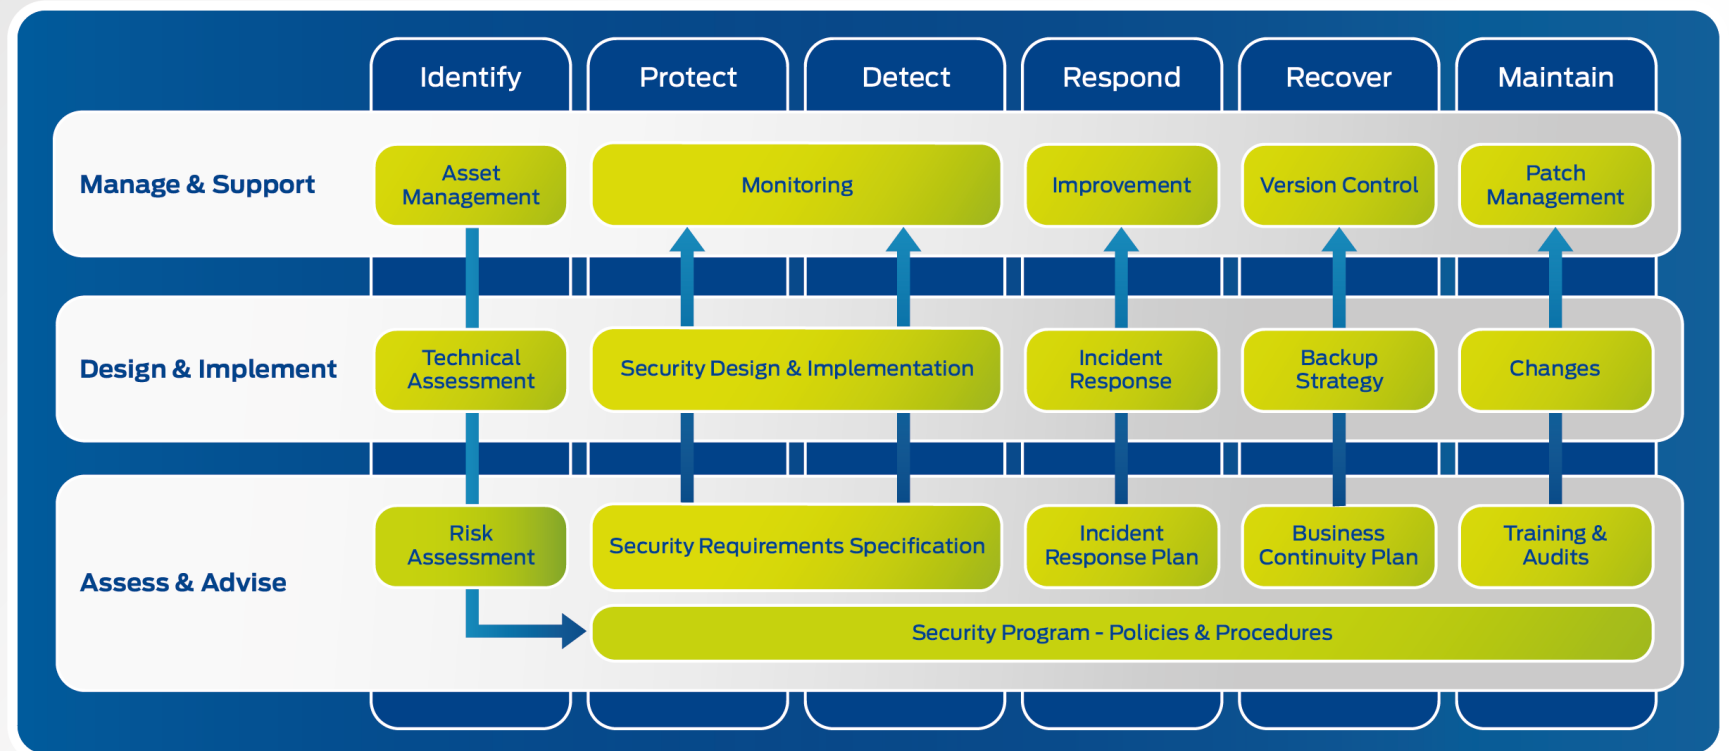 Identify
Protect
Detect
Respond
Recover
Maintain
Manage & Support
Asset
Management
Monitoring
Improvement
Version Control
Patch
Management
Design & Implement
Technical
Assessment
Security Design & Implementation
Incident
Response
Backup
Strategy
Changes
Assess & Advise
Risk
Assessment
Security Requirements Specification
Incident
Response Plan
Business
Continuity Plan
Training &
Audits
Security Program - Policies & Procedures